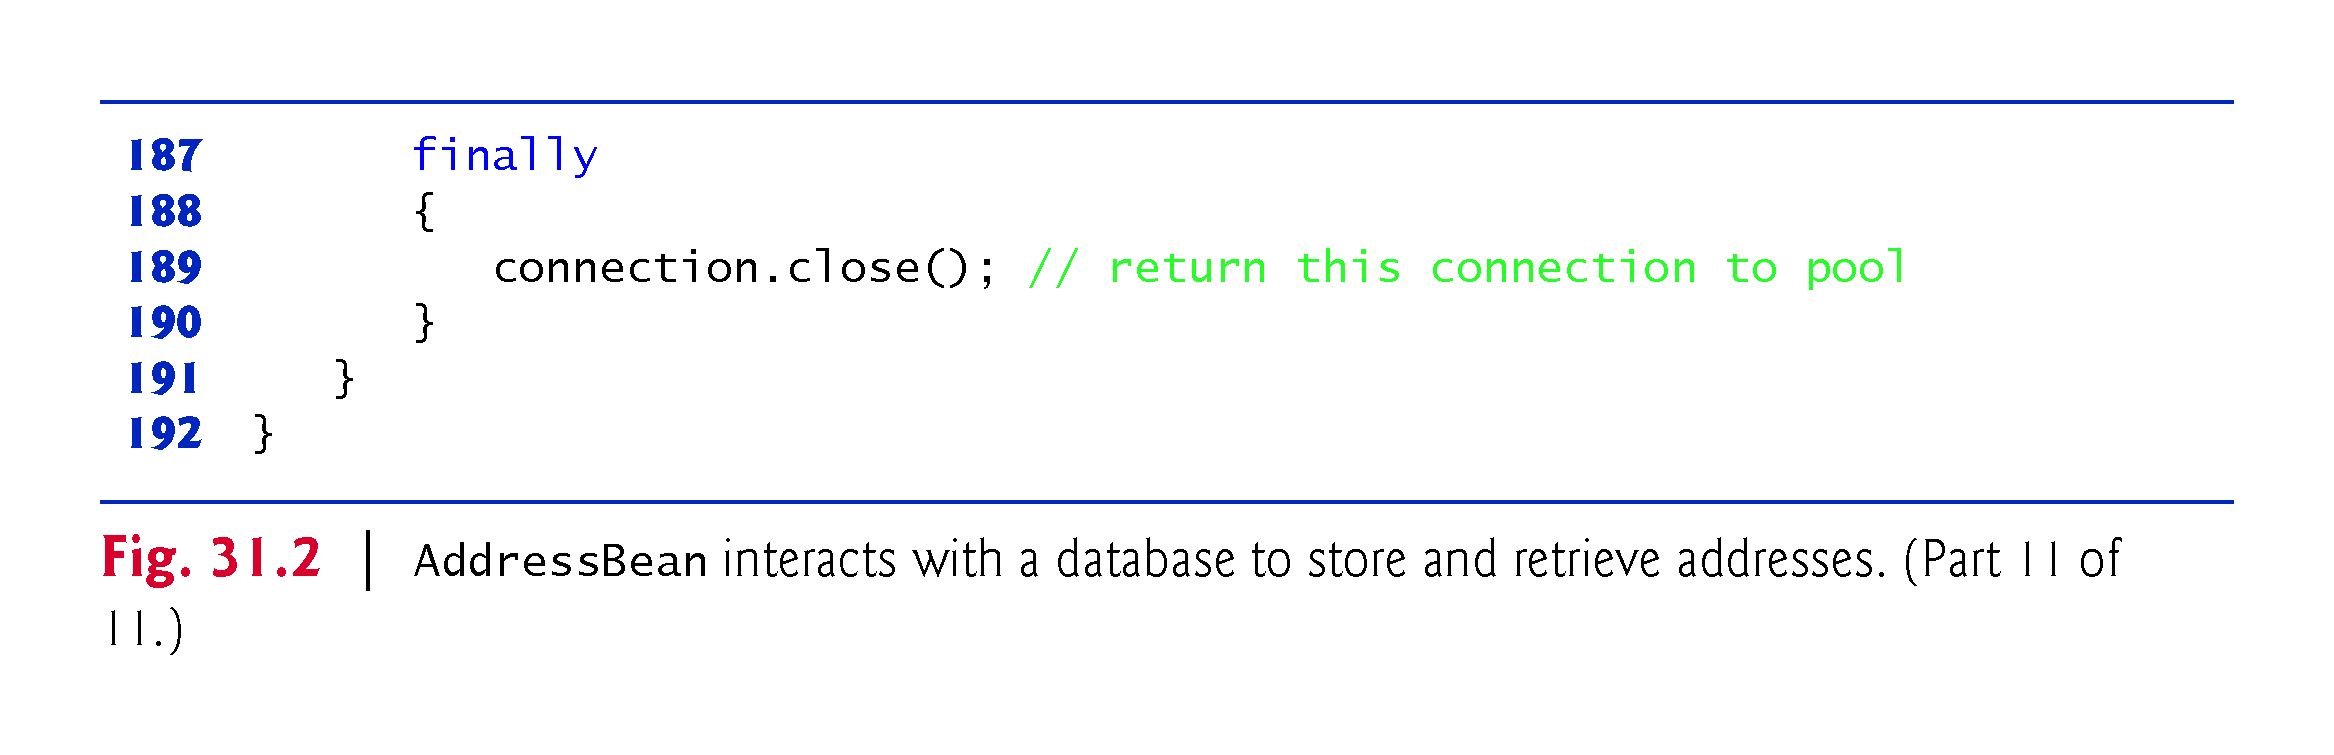 187 finally
188 {
189 connection.close(); // return this connection to pool
190 }
191 }
192 }
Fig. 31.2 | AddressBean interacts with a database to store and retrieve addresses. (Part 11 of
11.)